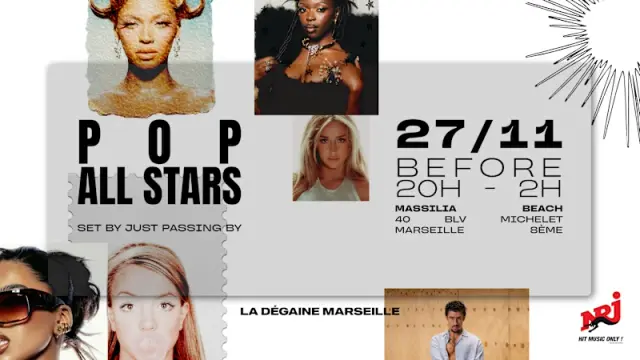 POP
ALL STARS
SET BY JUST PASSING BY
27/11
BEFORE
20H - 2H
MASSILIA BEACH
40 BLV MICHELET
MARSEILLE 8ÈME
LA DÉGAINE MARSEILLE
NRJ
HIT MUSIC ONLY !